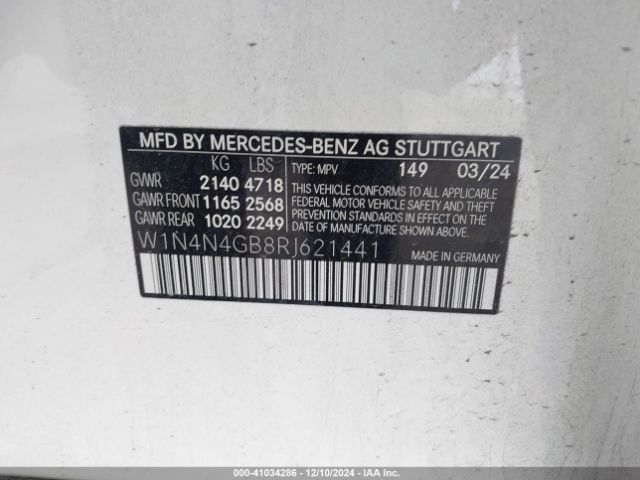 MFD BY MERCEDES-BENZ AG STUTTGART
KG LBS TYPE: MPV 149 03/24
GVWR 2140 4718
GAWR FRONT 1165 2568
GAWR REAR 1020 2249
THIS VEHICLE CONFORMS TO ALL APPLICABLE
FEDERAL MOTOR VEHICLE SAFETY, BUMPER, AND THEFT
PREVENTION STANDARDS IN EFFECT ON THE DATE OF
MANUFACTURE SHOWN ABOVE.
W1N4N4GB8RJ621441
MADE IN GERMANY
000-41034286 - 12/10/2024 - IAA Inc.